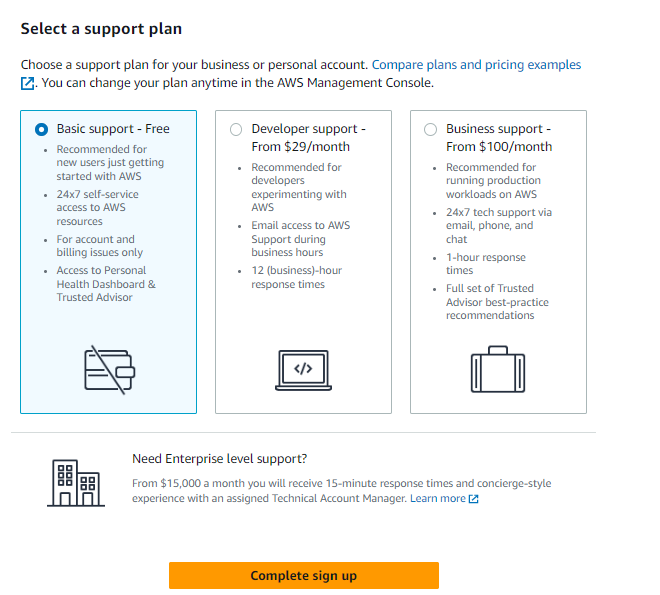 Select a support plan
Choose a support plan for your business or personal account. Compare plans and pricing examples
. You can change your plan anytime in the AWS Management Console.
Basic support - Free
• Recommended for
new users just getting
started with AWS
• 24x7 self-service
access to AWS
resources
• For account and
billing issues only
• Access to Personal
Health Dashboard &
Trusted Advisor
Developer support -
From $29/month
• Recommended for
developers
experimenting with
AWS
• Email access to AWS
Support during
business hours
• 12 (business)-hour
response times
</>
Business support -
From $100/month
• Recommended for
running production
workloads on AWS
• 24x7 tech support via
email, phone, and
chat
• 1-hour response
times
• Full set of Trusted
Advisor best-practice
recommendations
Need Enterprise level support?
From $15,000 a month you will receive 15-minute response times and concierge-style
experience with an assigned Technical Account Manager. Learn more
Complete sign up